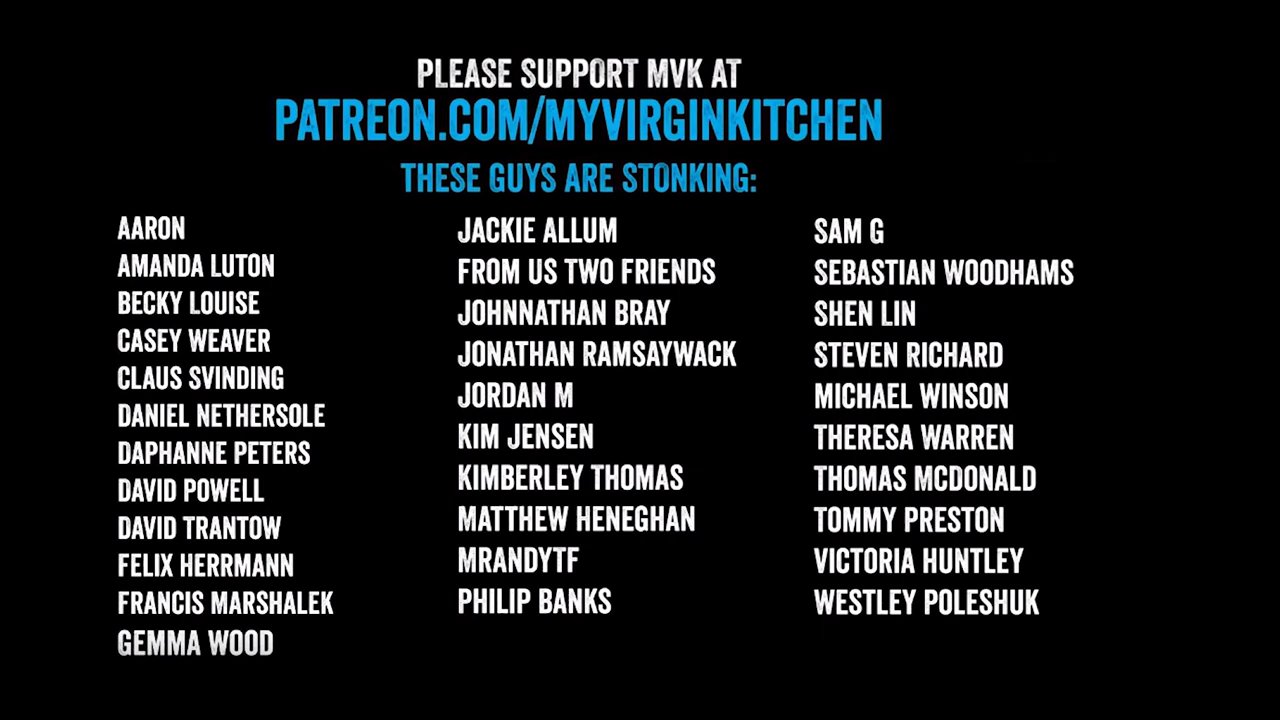 PLEASE SUPPORT MVK AT
PATREON.COM/MYVIRGINKITCHEN
THESE GUYS ARE STONKING:
AARON
AMANDA LUTON
BECKY LOUISE
CASEY WEAVER
CLAUS SVINDING
DANIEL NETHERSOLE
DAPHANNE PETERS
DAVID POWELL
DAVID TRANTOW
FELIX HERRMANN
FRANCIS MARSHALEK
GEMMA WOOD
JACKIE ALLUM
FROM US TWO FRIENDS
JOHNNATHAN BRAY
JONATHAN RAMSAYWACK
JORDAN M
KIM JENSEN
KIMBERLEY THOMAS
MATTHEW HENEGHAN
MRANDYTF
PHILIP BANKS
SAM G
SEBASTIAN WOODHAMS
SHEN LIN
STEVEN RICHARD
MICHAEL WINSON
THERESA WARREN
THOMAS MCDONALD
TOMMY PRESTON
VICTORIA HUNTLEY
WESTLEY POLESHUK